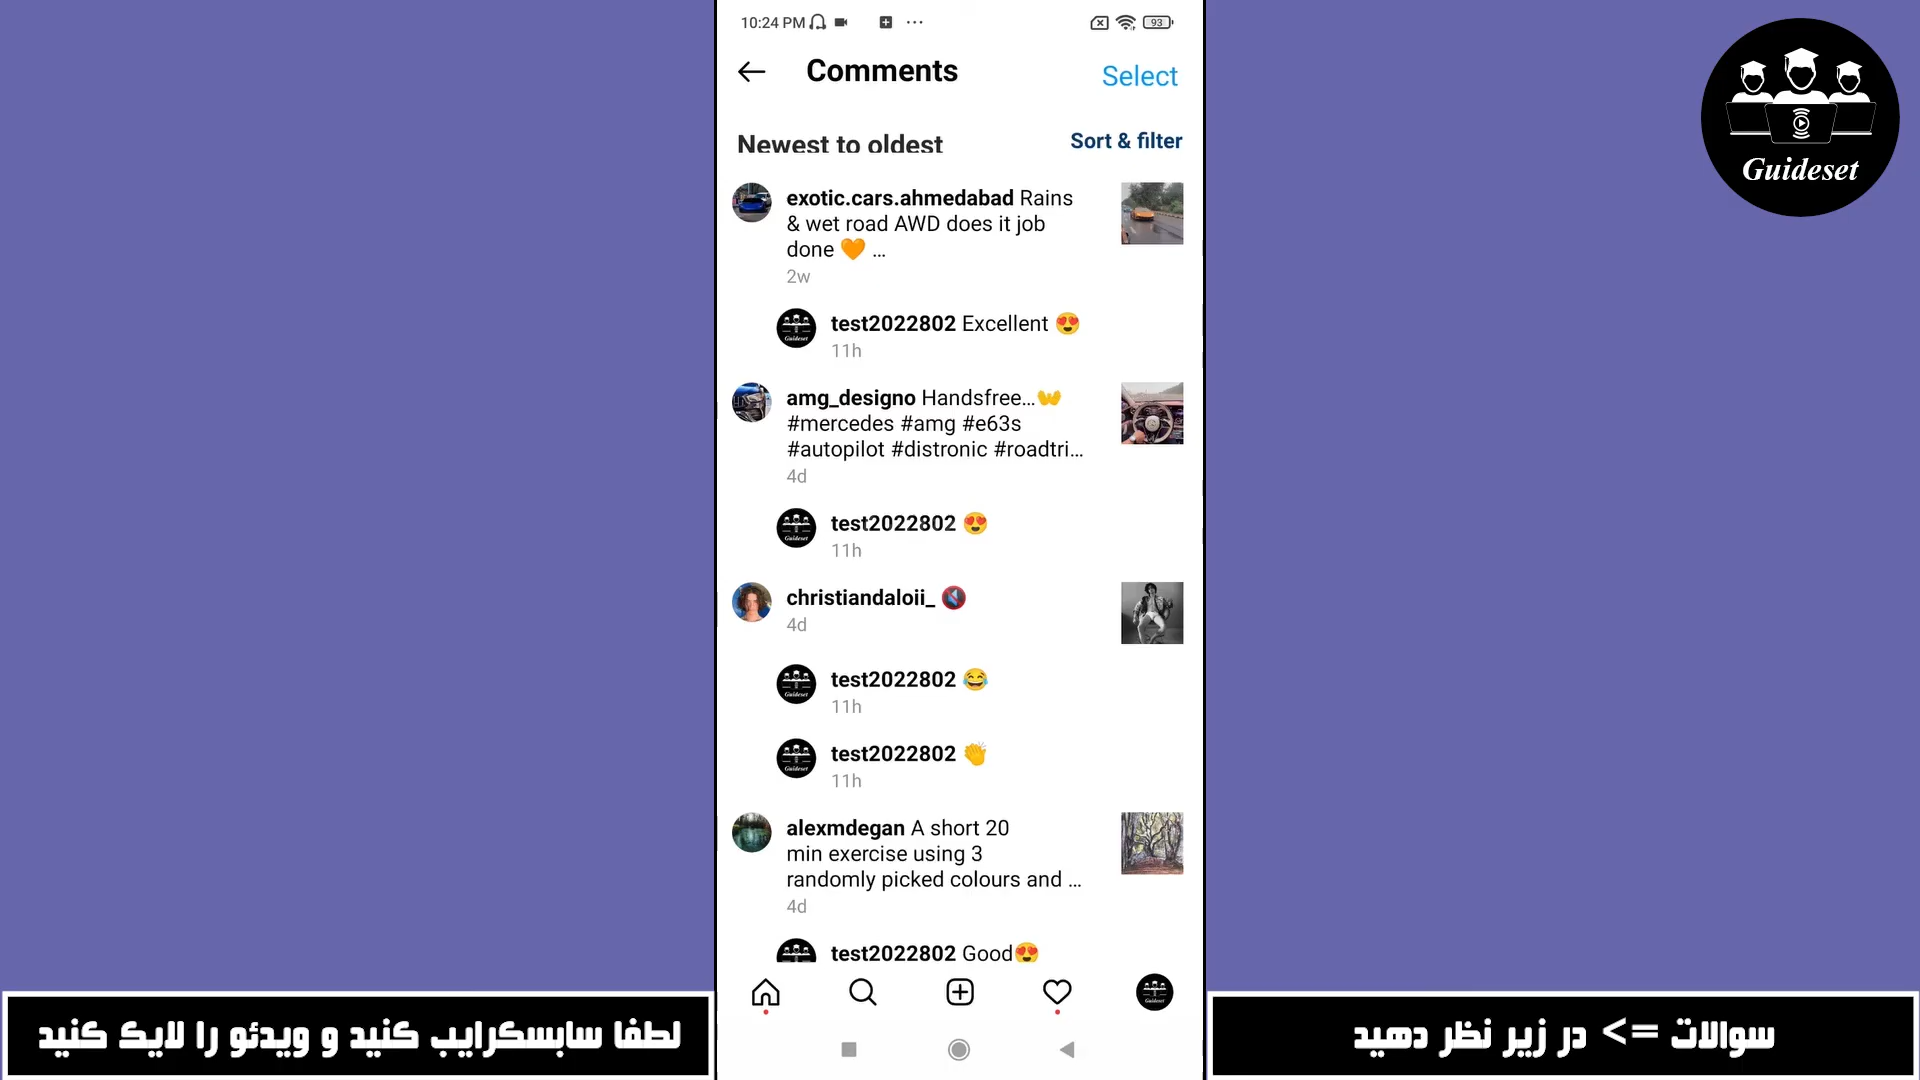 10:24 PM
93
Comments
Select
Newest to oldest
Sort & filter
exotic.cars.ahmedabad Rains
& wet road AWD does it job
done 🧡 ...
2w
test2022802 Excellent 😍
11h
amg_designo Handsfree...👐
#mercedes #amg #e63s
#autopilot #distronic #roadtri...
4d
test2022802 😍
11h
christiandaloii_ 🔇
4d
test2022802 😂
11h
test2022802 👏
11h
alexmdegan A short 20
min exercise using 3
randomly picked colours and ...
4d
test2022802 Good😍
Guideset
لطفا سابسکرایب کنید و ویدئو را لایک کنید
سوالات => در زیر نظر دهید